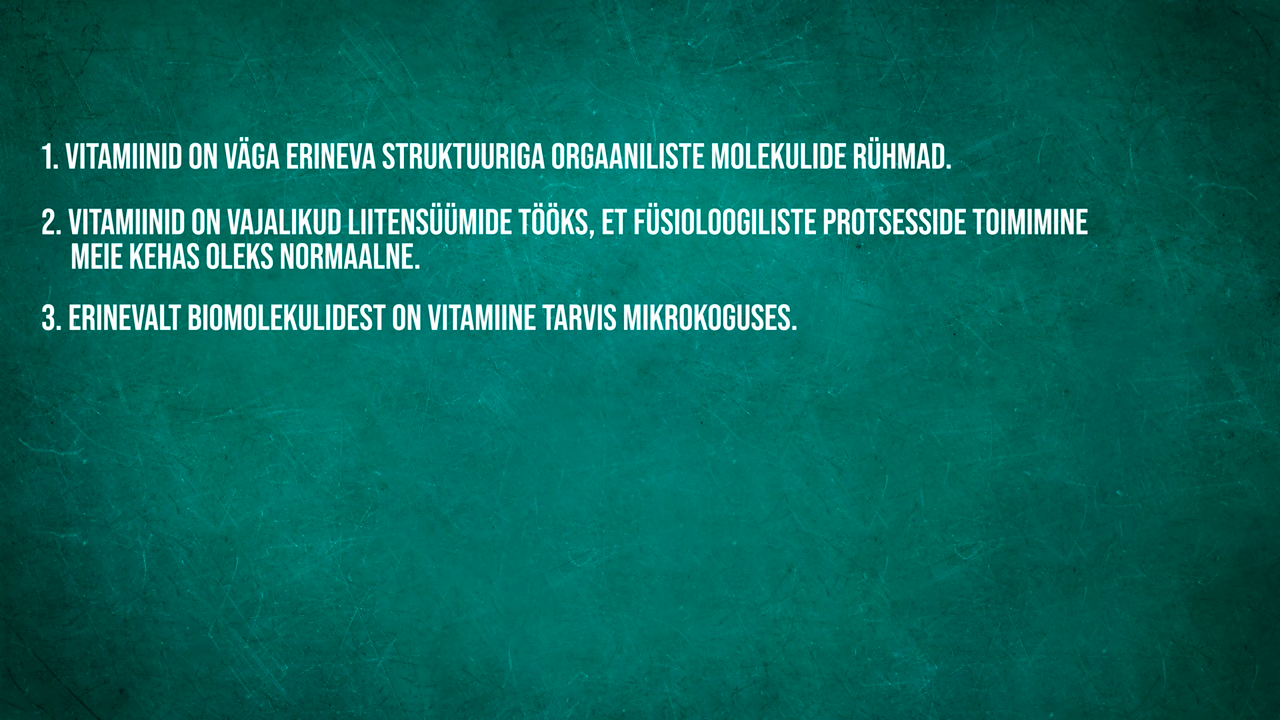 1. VITAMIINID ON VÄGA ERINEVA STRUKTUURIGA ORGAANILISTE MOLEKULIDE RÜHMAD.
2. VITAMIINID ON VAJALIKUD LIITENSÜÜMIDE TÖÖKS, ET FÜSIOLOOGILISTE PROTSESSIDE TOIMIMINE
MEIE KEHAS OLEKS NORMAALNE.
3. ERINEVALT BIOMOLEKULIDEST ON VITAMIINE TARVIS MIKROKOGUSES.